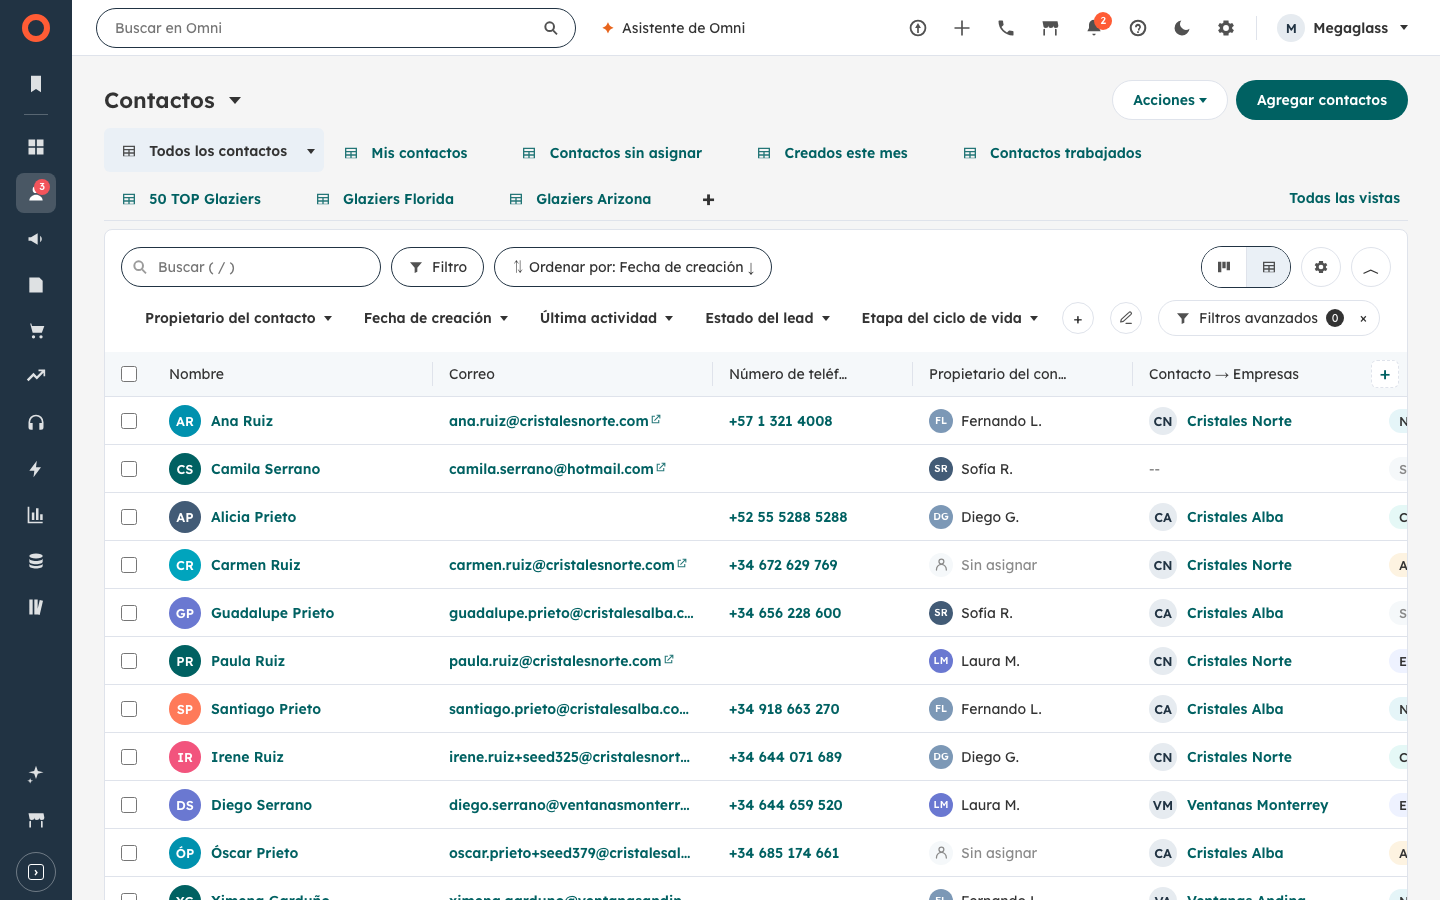 Buscar en Omni
Asistente de Omni
2
M
Megaglass
3
Contactos
Acciones
Agregar contactos
Todos los contactos
Mis contactos
Contactos sin asignar
Creados este mes
Contactos trabajados
50 TOP Glaziers
Glaziers Florida
Glaziers Arizona
+
Todas las vistas
Buscar ( / )
Filtro
Ordenar por: Fecha de creación ↓
Propietario del contacto
Fecha de creación
Última actividad
Estado del lead
Etapa del ciclo de vida
+
Filtros avanzados 0 ×
Nombre Correo Número de teléf... Propietario del con... Contacto → Empresas +
AR Ana Ruiz ana.ruiz@cristalesnorte.com +57 1 321 4008 FL Fernando L. CN Cristales Norte N
CS Camila Serrano camila.serrano@hotmail.com SR Sofía R. -- S
AP Alicia Prieto +52 55 5288 5288 DG Diego G. CA Cristales Alba C
CR Carmen Ruiz carmen.ruiz@cristalesnorte.com +34 672 629 769 Sin asignar CN Cristales Norte A
GP Guadalupe Prieto guadalupe.prieto@cristalesalba.c... +34 656 228 600 SR Sofía R. CA Cristales Alba S
PR Paula Ruiz paula.ruiz@cristalesnorte.com LM Laura M. CN Cristales Norte E
SP Santiago Prieto santiago.prieto@cristalesalba.co... +34 918 663 270 FL Fernando L. CA Cristales Alba N
IR Irene Ruiz irene.ruiz+seed325@cristalesnort... +34 644 071 689 DG Diego G. CN Cristales Norte C
DS Diego Serrano diego.serrano@ventanasmonterr... +34 644 659 520 LM Laura M. VM Ventanas Monterrey E
ÓP Óscar Prieto oscar.prieto+seed379@cristalesal... +34 685 174 661 Sin asignar CA Cristales Alba A